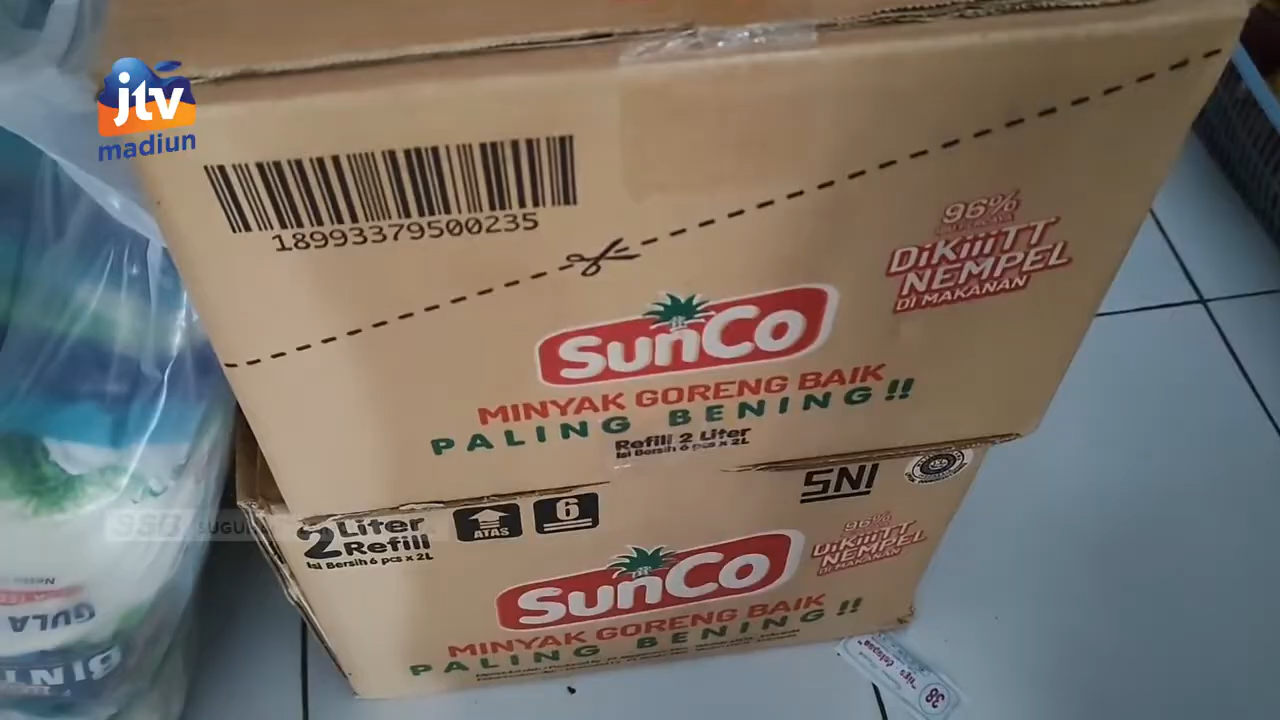 jtv
madiun
18993379500235
96%
DiKiiiTT
NEMPEL
DI MAKANAN
SunCo
MINYAK GORENG BAIK
PALING BENING!!
Refill 2 Liter
Isi Bersih 6 pcs x 2L
SNI
2 Liter
Refill
Isi Bersih 6 pcs x 2L
ATAS
6
96%
DiKiiiTT
NEMPEL
DI MAKANAN
SunCo
MINYAK GORENG BAIK
PALING BENING!!
GULA
38